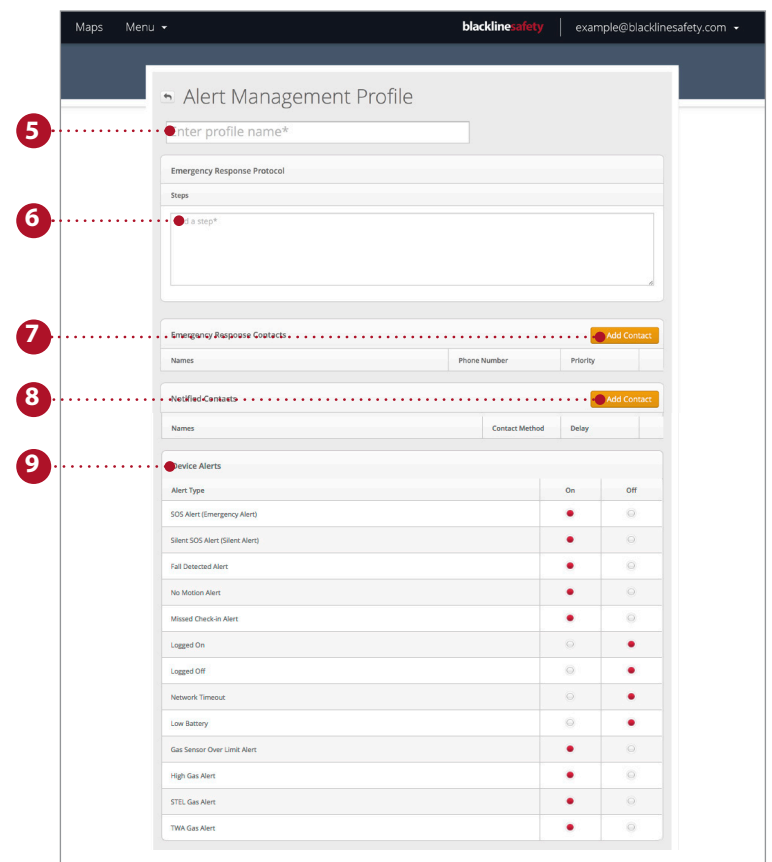 Maps Menu blacklinesafety example@blacklinesafety.com
Alert Management Profile
5 Enter profile name*
Emergency Response Protocol
Steps
6 step*
7 Emergency Response Contacts Add Contact
Names Phone Number Priority
8 Notified Contacts Add Contact
Names Contact Method Delay
9 Device Alerts
Alert Type On Off
SOS Alert (Emergency Alert)
Silent SOS Alert (Silent Alert)
Fall Detected Alert
No Motion Alert
Missed Check-in Alert
Logged On
Logged Off
Network Timeout
Low Battery
Gas Sensor Over Limit Alert
High Gas Alert
STEL Gas Alert
TWA Gas Alert